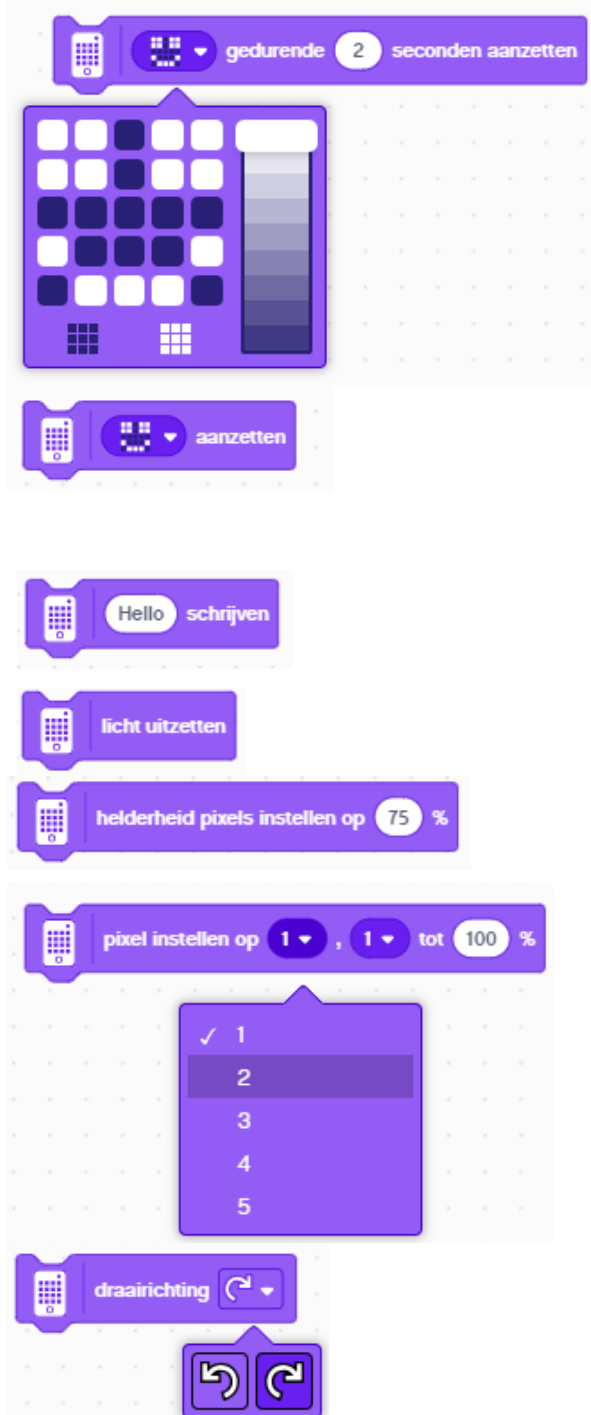 gedurende 2 seconden aanzetten
aanzetten
Hello schrijven
licht uitzetten
helderheid pixels instellen op 75 %
pixel instellen op 1 , 1 tot 100 %
✓ 1
2
3
4
5
draairichting